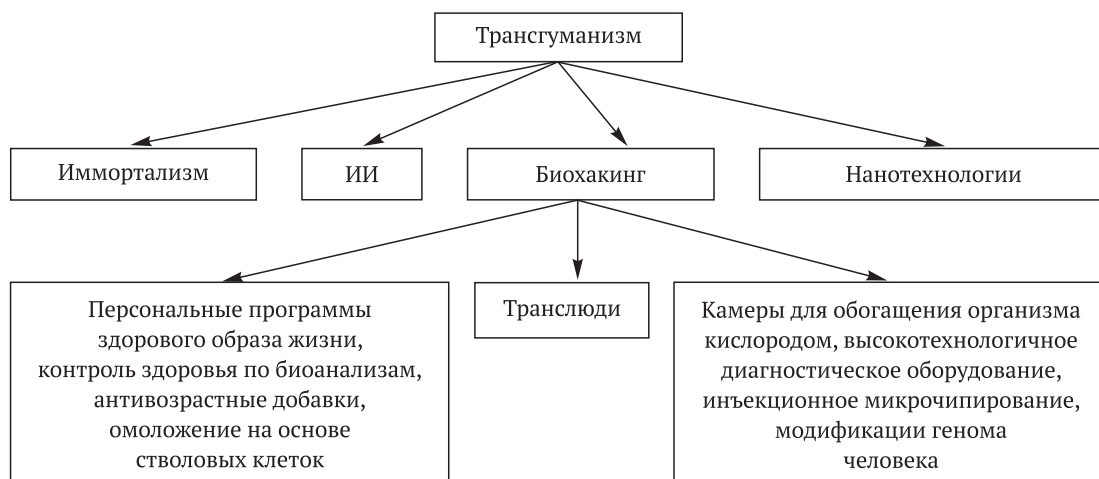 Трансгуманизм
Иммортализм
ИИ
Биохакинг
Нанотехнологии
Персональные программы
здорового образа жизни,
контроль здоровья по биоанализам,
антивозрастные добавки,
омоложение на основе
стволовых клеток
Транслюди
Камеры для обогащения организма
кислородом, высокотехнологичное
диагностическое оборудование,
инъекционное микрочипирование,
модификации генома
человека